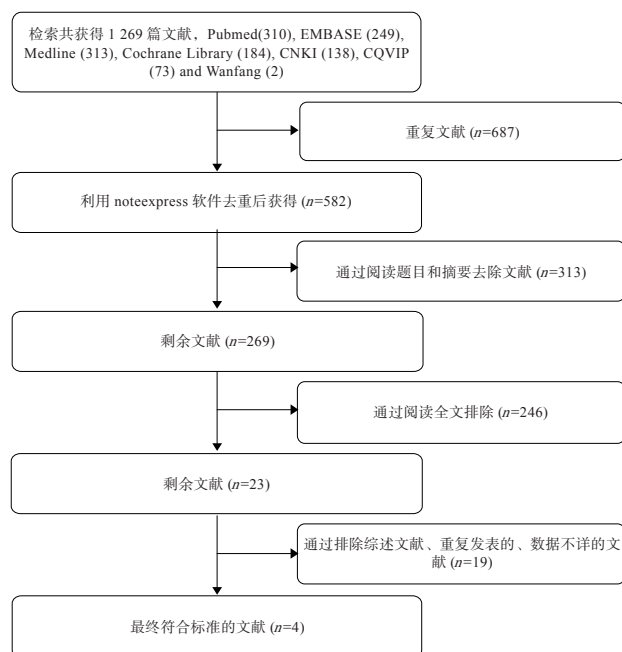 检索共获得 1 269 篇文献，Pubmed(310), EMBASE (249),
Medline (313), Cochrane Library (184), CNKI (138), CQVIP
(73) and Wanfang (2)
重复文献 (n=687)
利用 noteexpress 软件去重后获得 (n=582)
通过阅读题目和摘要去除文献 (n=313)
剩余文献 (n=269)
通过阅读全文排除 (n=246)
剩余文献 (n=23)
通过排除综述文献、重复发表的、数据不详的文
献 (n=19)
最终符合标准的文献 (n=4)